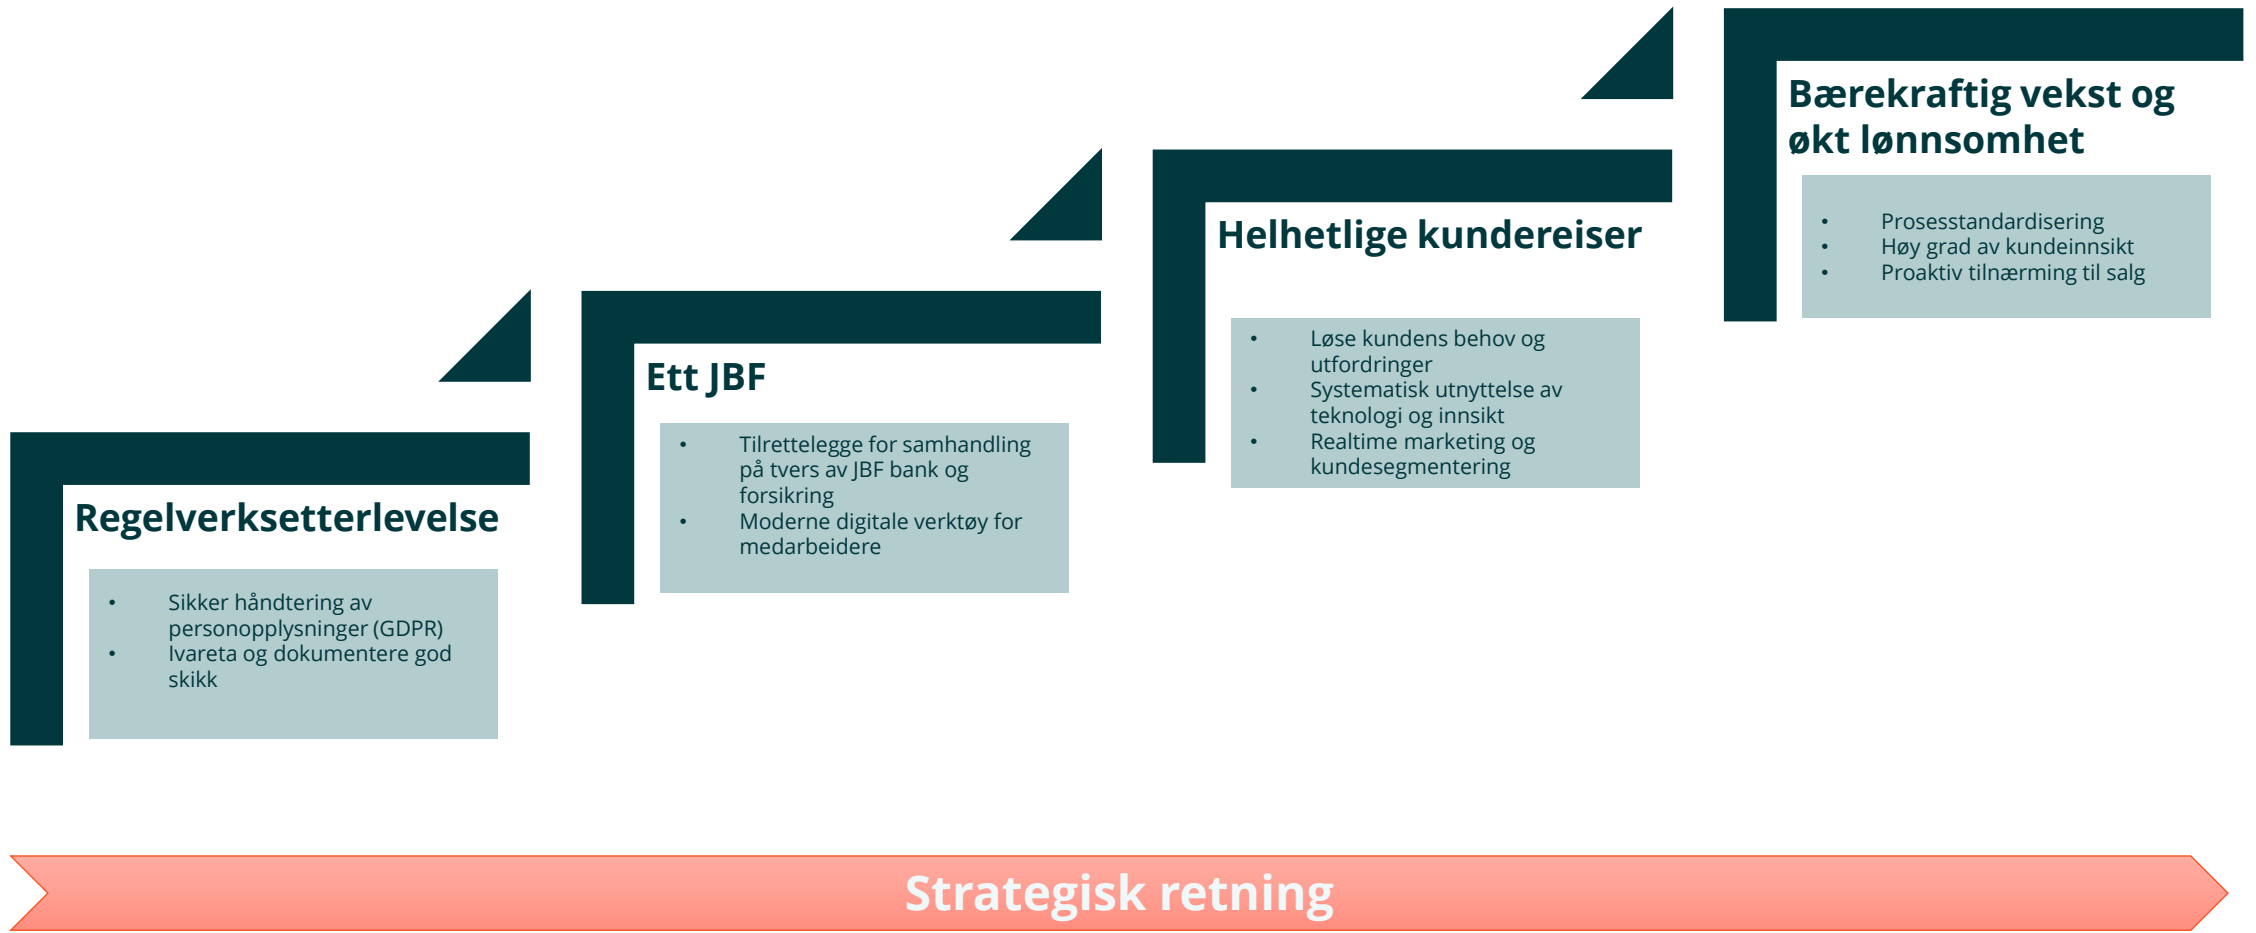 Regelverksetterlevelse
• Sikker håndtering av
personopplysninger (GDPR)
• Ivareta og dokumentere god
skikk
Ett JBF
• Tilrettelegge for samhandling
på tvers av JBF bank og
forsikring
• Moderne digitale verktøy for
medarbeidere
Helhetlige kundereiser
• Løse kundens behov og
utfordringer
• Systematisk utnyttelse av
teknologi og innsikt
• Realtime marketing og
kundesegmentering
Bærekraftig vekst og
økt lønnsomhet
• Prosesstandardisering
• Høy grad av kundeinnsikt
• Proaktiv tilnærming til salg
Strategisk retning